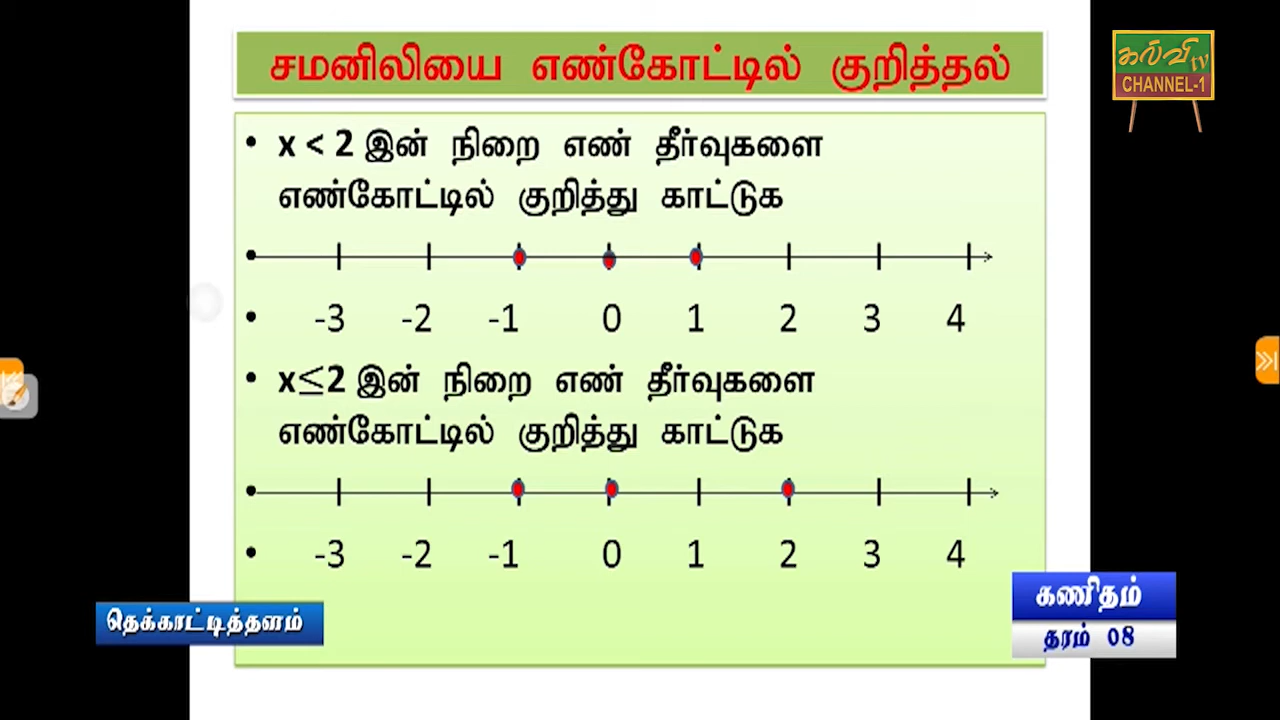 சமனிலியை எண்கோட்டில் குறித்தல்
கல்வி tv
CHANNEL-1
• x < 2 இன் நிறை எண் தீர்வுகளை
எண்கோட்டில் குறித்து காட்டுக
• -3 -2 -1 0 1 2 3 4
• x≤2 இன் நிறை எண் தீர்வுகளை
எண்கோட்டில் குறித்து காட்டுக
• -3 -2 -1 0 1 2 3 4
தெக்காட்டித்தளம்
கணிதம்
தரம் 08